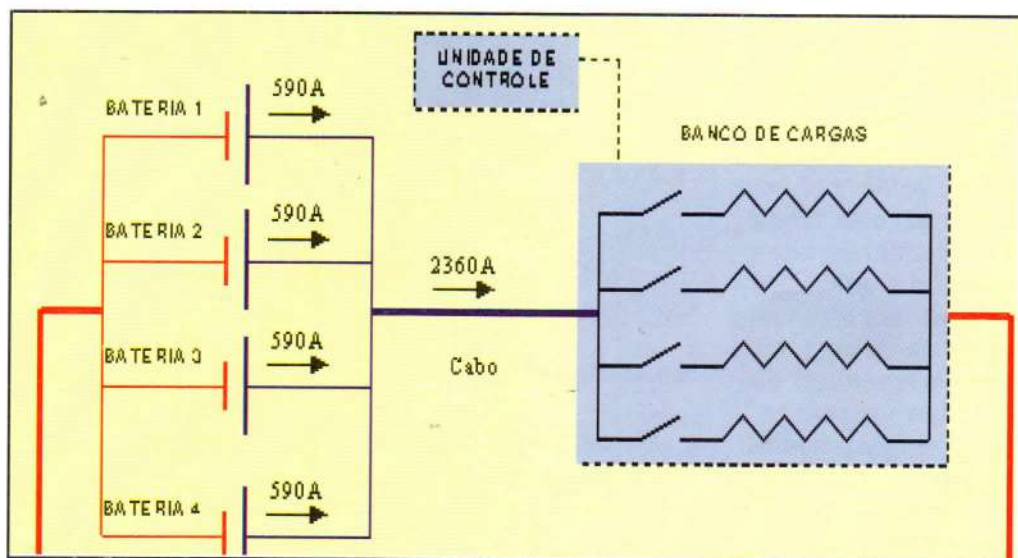 UNIDADE DE
CONTROLE
590A
BATERIA 1
BANCO DE CARGAS
590A
BATERIA 2
2360A
590A
BATERIA 3
Cabo
590A
BATERIA 4